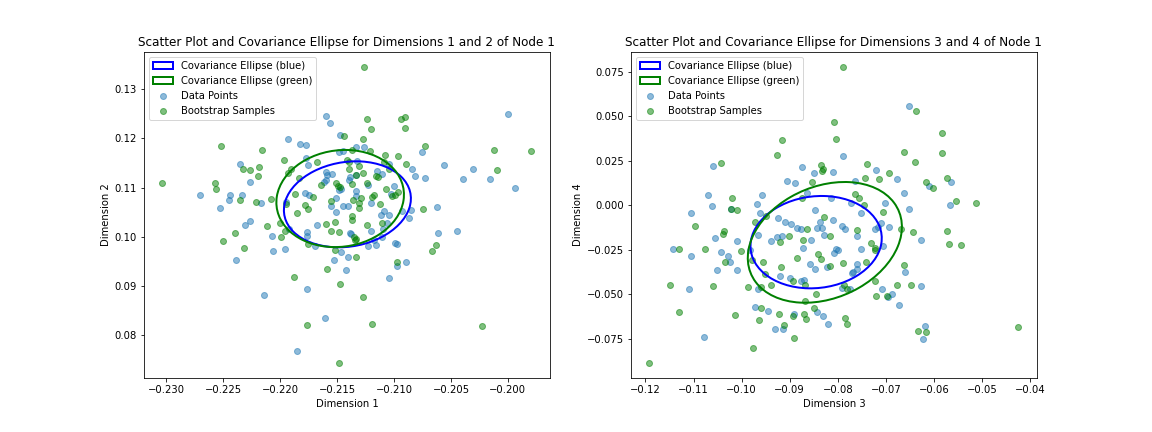 Scatter Plot and Covariance Ellipse for Dimensions 1 and 2 of Node 1
Covariance Ellipse (blue)
Covariance Ellipse (green)
Data Points
Bootstrap Samples
0.13
0.12
0.11
0.10
0.09
0.08
Dimension 2
−0.230
−0.225
−0.220
−0.215
−0.210
−0.205
−0.200
Dimension 1
Scatter Plot and Covariance Ellipse for Dimensions 3 and 4 of Node 1
Covariance Ellipse (blue)
Covariance Ellipse (green)
Data Points
Bootstrap Samples
0.075
0.050
0.025
0.000
−0.025
−0.050
−0.075
Dimension 4
−0.12
−0.11
−0.10
−0.09
−0.08
−0.07
−0.06
−0.05
−0.04
Dimension 3